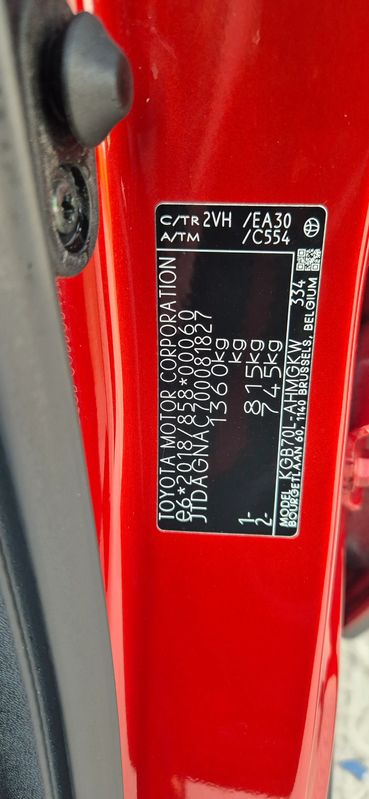 C/TR 2VH /EA30
A/TM /C554
TOYOTA MOTOR CORPORATION
e6*2018/858*00006
JTDAGNAC700081827
1360kg
kg
1- 815kg
2- 745kg
MODEL KGB70L-AHMGKW 334
BOURGETLAAN 60,- 1140 BRUSSELS, BELGIUM